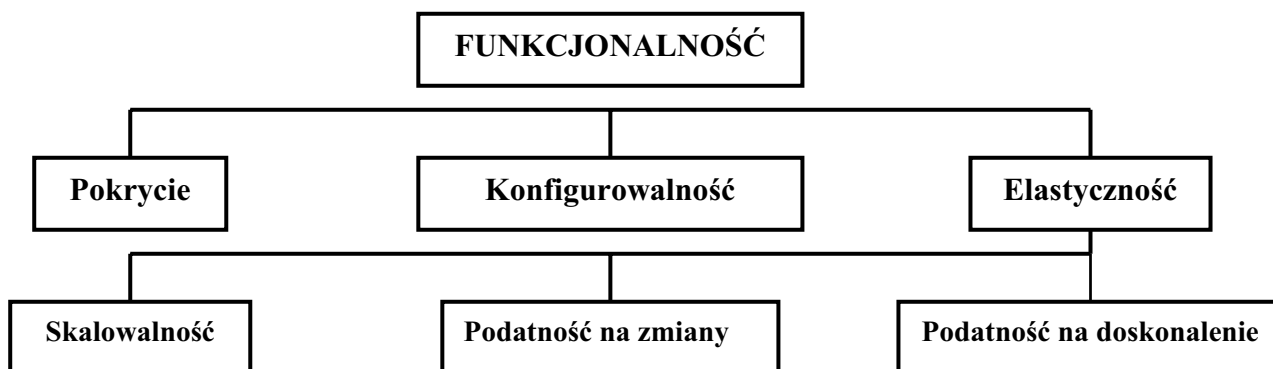 FUNKCJONALNOŚĆ
Pokrycie
Konfigurowalność
Elastyczność
Skalowalność
Podatność na zmiany
Podatność na doskonalenie